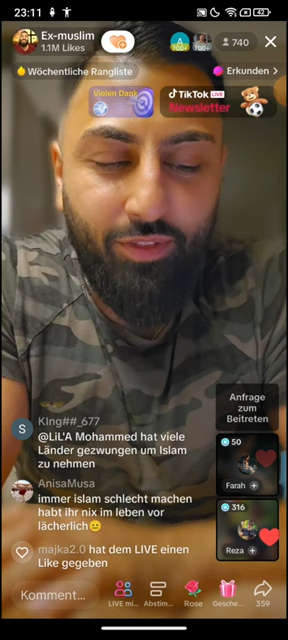 23:11
42
Ex-muslim
1.1M Likes
700+
700+
740
Wöchentliche Rangliste
Erkunden >
Vielen Dank
TikTok LIVE
Newsletter
Anfrage
zum
Beitreten
KIng##_677
@LiL'A Mohammed hat viele
Länder gezwungen um Islam
zu nehmen
50
Farah
AnisaMusa
immer islam schlecht machen
habt ihr nix im leben vor
lächerlich😐
316
Reza
majka2.0 hat dem LIVE einen
Like gegeben
Komment...
LIVE mi...
Abstim...
Rose
Gesche...
359